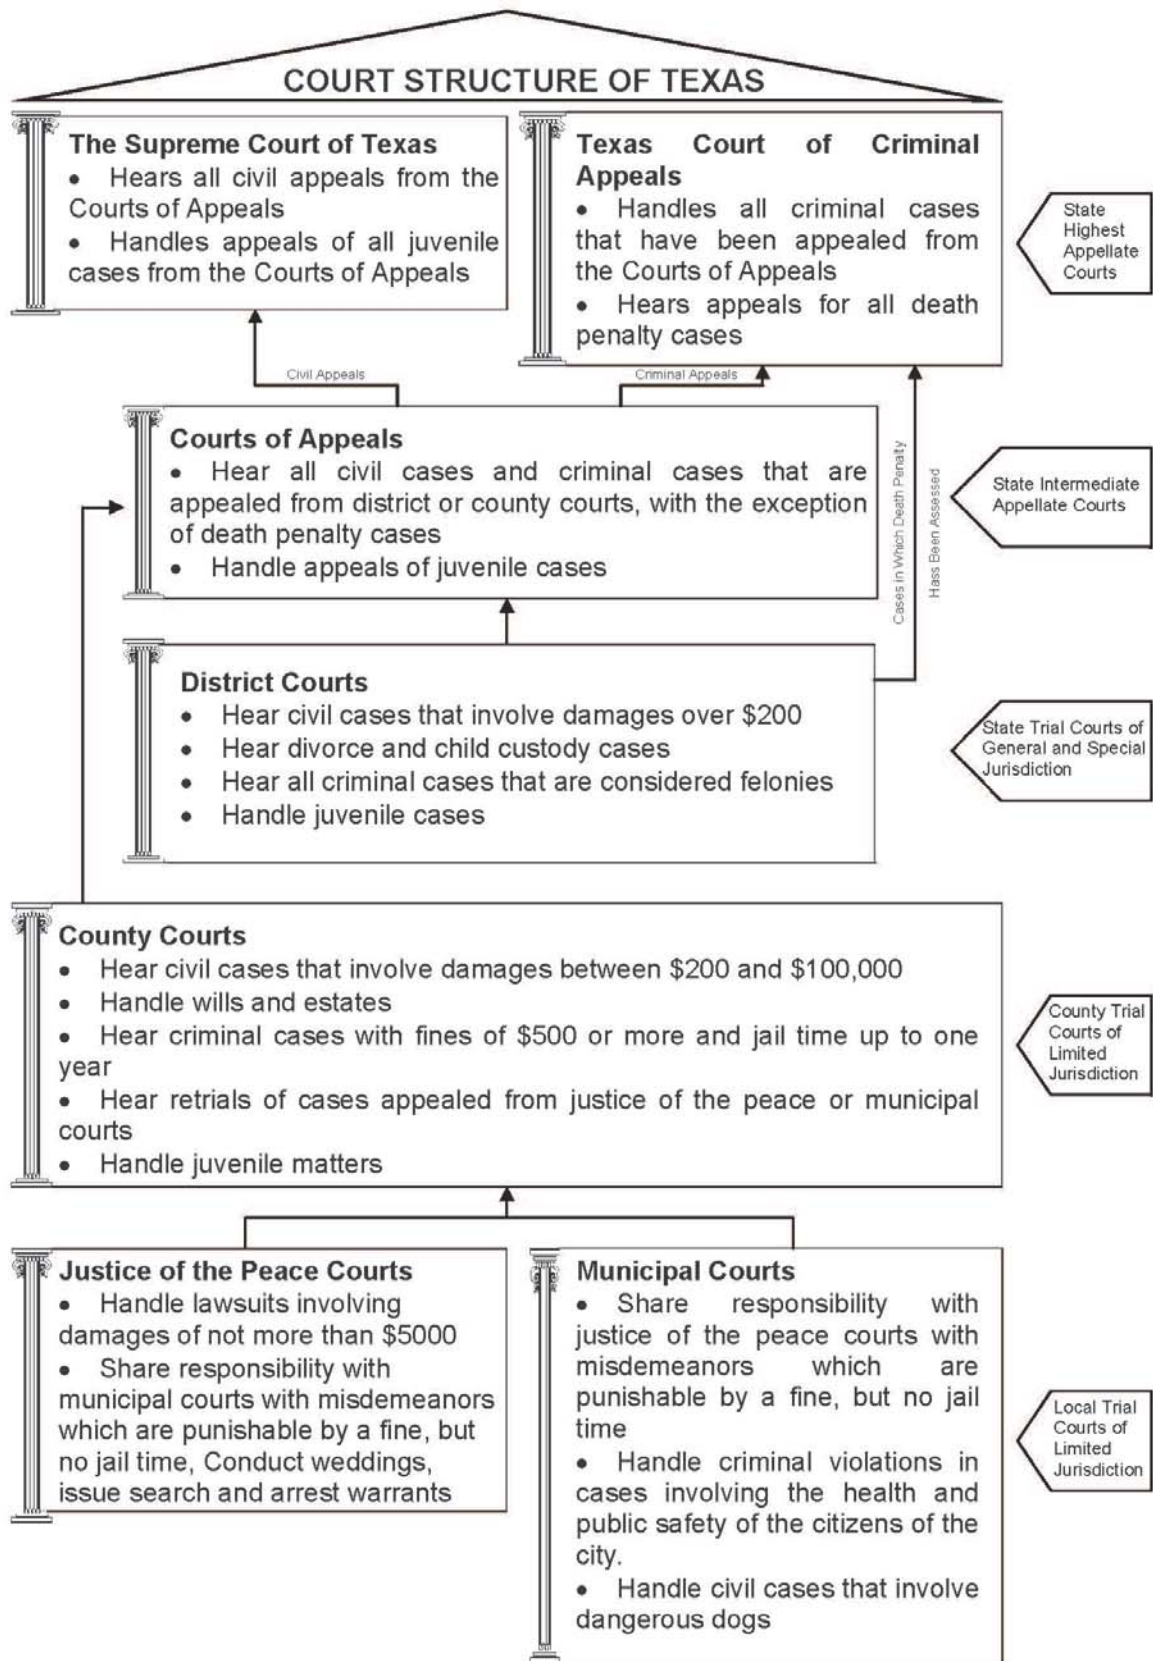 COURT STRUCTURE OF TEXAS
The Supreme Court of Texas
• Hears all civil appeals from the
Courts of Appeals
• Handles appeals of all juvenile
cases from the Courts of Appeals
Texas Court of Criminal
Appeals
• Handles all criminal cases
that have been appealed from
the Courts of Appeals
• Hears appeals for all death
penalty cases
State
Highest
Appellate
Courts
Civil Appeals
Criminal Appeals
Cases in Which Death Penalty
Hass Been Assessed
Courts of Appeals
• Hear all civil cases and criminal cases that are
appealed from district or county courts, with the exception
of death penalty cases
• Handle appeals of juvenile cases
State Intermediate
Appellate Courts
District Courts
• Hear civil cases that involve damages over $200
• Hear divorce and child custody cases
• Hear all criminal cases that are considered felonies
• Handle juvenile cases
State Trial Courts of
General and Special
Jurisdiction
County Courts
• Hear civil cases that involve damages between $200 and $100,000
• Handle wills and estates
• Hear criminal cases with fines of $500 or more and jail time up to one
year
• Hear retrials of cases appealed from justice of the peace or municipal
courts
• Handle juvenile matters
County Trial
Courts of
Limited
Jurisdiction
Justice of the Peace Courts
• Handle lawsuits involving
damages of not more than $5000
• Share responsibility with
municipal courts with misdemeanors
which are punishable by a fine, but
no jail time, Conduct weddings,
issue search and arrest warrants
Municipal Courts
• Share responsibility with
justice of the peace courts with
misdemeanors which are
punishable by a fine, but no jail
time
• Handle criminal violations in
cases involving the health and
public safety of the citizens of the
city.
• Handle civil cases that involve
dangerous dogs
Local Trial
Courts of
Limited
Jurisdiction